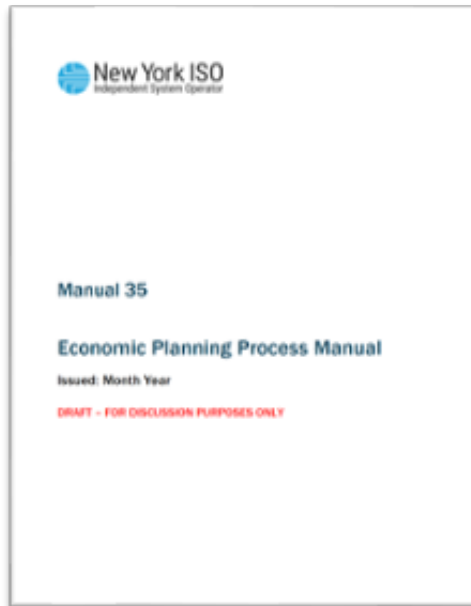 New York ISO
Independent System Operator
Manual 35
Economic Planning Process Manual
Issued: Month Year
DRAFT – FOR DISCUSSION PURPOSES ONLY